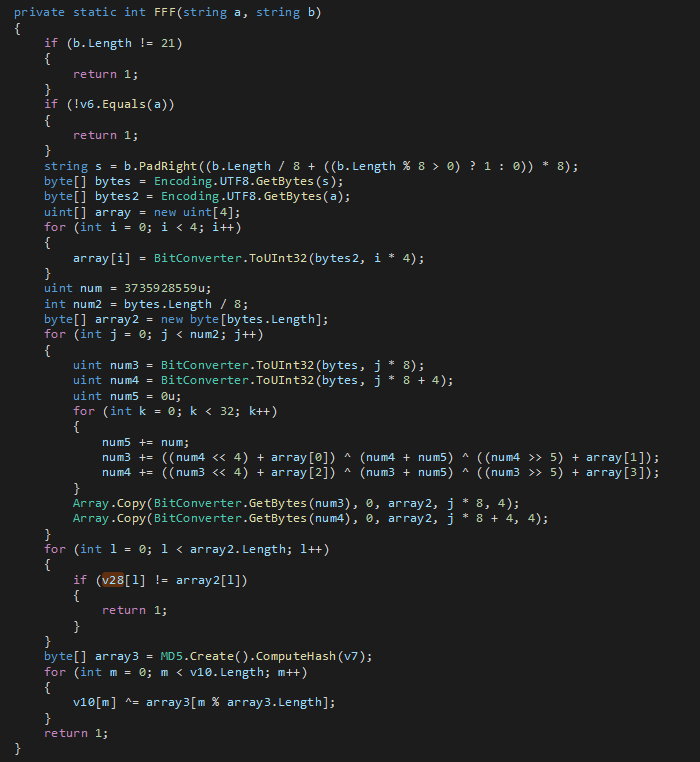 private static int FFF(string a, string b)
{
    if (b.Length != 21)
    {
        return 1;
    }
    if (!v6.Equals(a))
    {
        return 1;
    }
    string s = b.PadRight((b.Length / 8 + ((b.Length % 8 > 0) ? 1 : 0)) * 8);
    byte[] bytes = Encoding.UTF8.GetBytes(s);
    byte[] bytes2 = Encoding.UTF8.GetBytes(a);
    uint[] array = new uint[4];
    for (int i = 0; i < 4; i++)
    {
        array[i] = BitConverter.ToUInt32(bytes2, i * 4);
    }
    uint num = 3735928559u;
    int num2 = bytes.Length / 8;
    byte[] array2 = new byte[bytes.Length];
    for (int j = 0; j < num2; j++)
    {
        uint num3 = BitConverter.ToUInt32(bytes, j * 8);
        uint num4 = BitConverter.ToUInt32(bytes, j * 8 + 4);
        uint num5 = 0u;
        for (int k = 0; k < 32; k++)
        {
            num5 += num;
            num3 += ((num4 << 4) + array[0]) ^ (num4 + num5) ^ ((num4 >> 5) + array[1]);
            num4 += ((num3 << 4) + array[2]) ^ (num3 + num5) ^ ((num3 >> 5) + array[3]);
        }
        Array.Copy(BitConverter.GetBytes(num3), 0, array2, j * 8, 4);
        Array.Copy(BitConverter.GetBytes(num4), 0, array2, j * 8 + 4, 4);
    }
    for (int l = 0; l < array2.Length; l++)
    {
        if (v28[l] != array2[l])
        {
            return 1;
        }
    }
    byte[] array3 = MD5.Create().ComputeHash(v7);
    for (int m = 0; m < v10.Length; m++)
    {
        v10[m] ^= array3[m % array3.Length];
    }
    return 1;
}